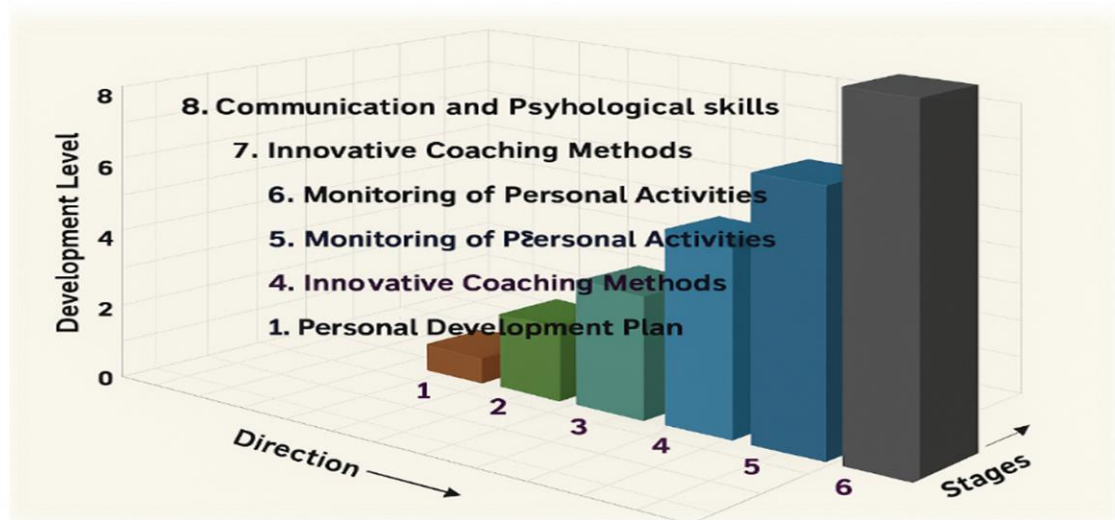 8
8. Communication and Psyhological skills
7. Innovative Coaching Methods
6
6. Monitoring of Personal Activities
4
5. Monitoring of Activities
4. Innovative Coaching Methods
2
1. Personal Development Plan
0
Development Level
1
2
3
4
5
6
Direction
Stages